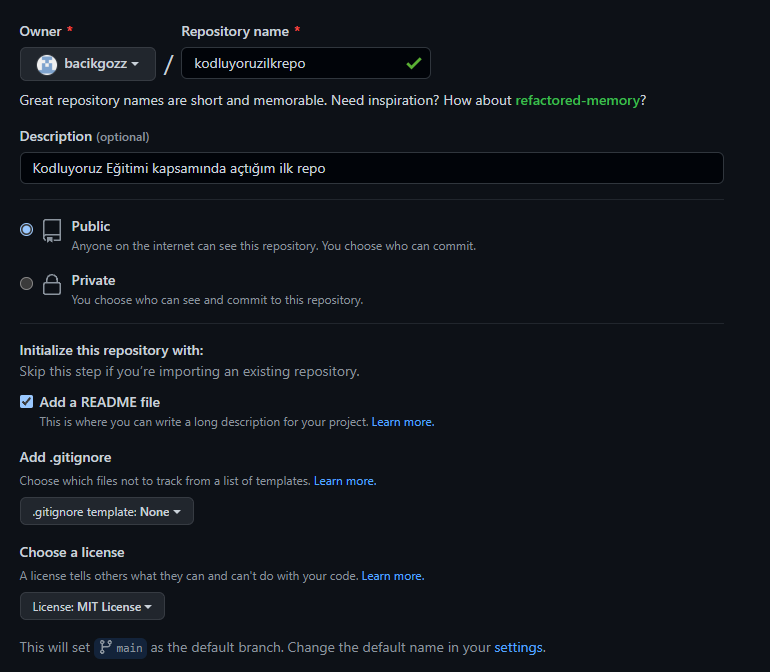 Owner * Repository name *
backgozz / kodluyoruzilkrepo
Great repository names are short and memorable. Need inspiration? How about refactored-memory?
Description (optional)
Kodluyoruz Eğitimi kapsamında açtığım ilk repo
Public
Anyone on the internet can see this repository. You choose who can commit.
Private
You choose who can see and commit to this repository.
Initialize this repository with:
Skip this step if you're importing an existing repository.
Add a README file
This is where you can write a long description for your project. Learn more.
Add .gitignore
Choose which files not to track from a list of templates. Learn more.
.gitignore template: None
Choose a license
A license tells others what they can and can't do with your code. Learn more.
License: MIT License
This will set main as the default branch. Change the default name in your settings.